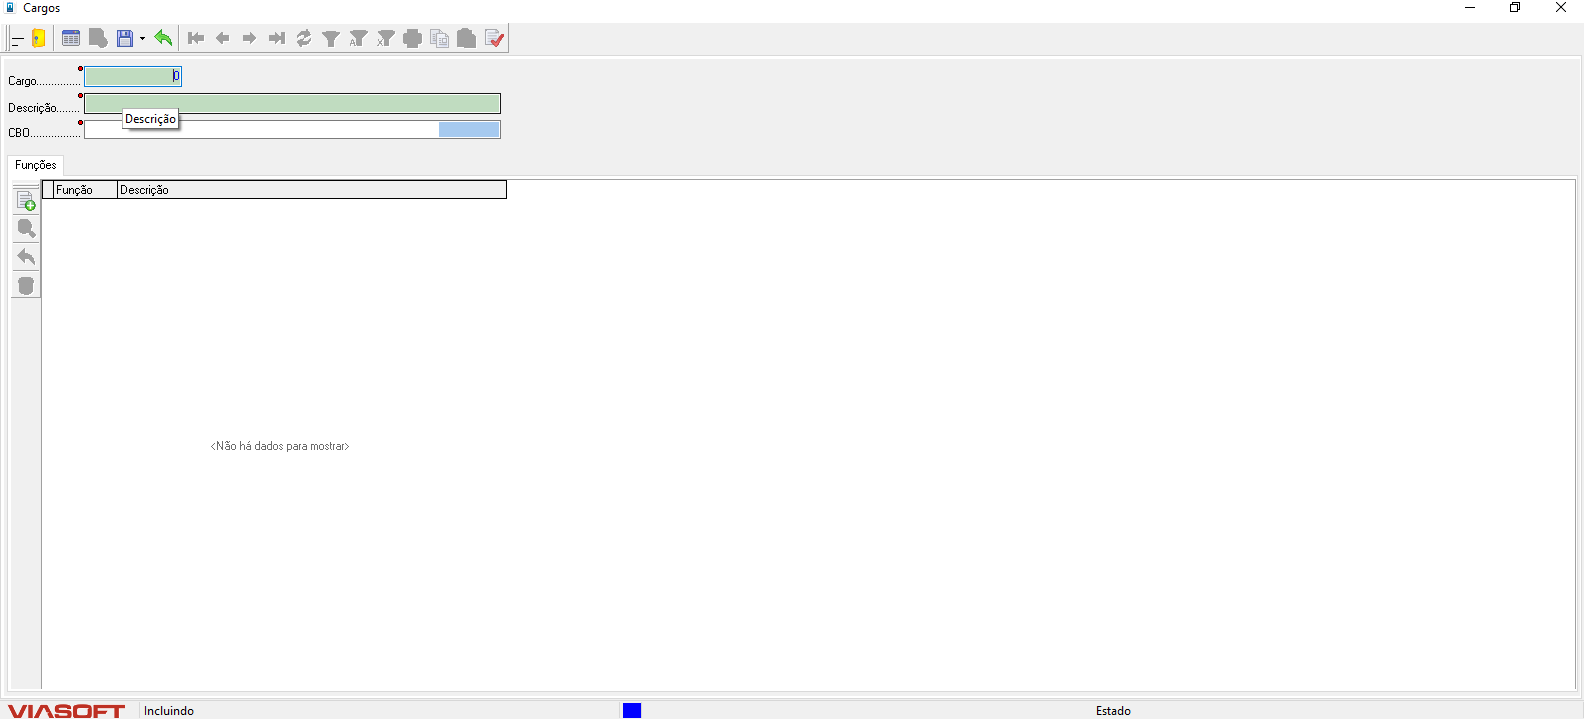 Cargos
Cargo............... 0
Descrição........
Descrição
CBO.................
Funções
Função Descrição
<Não há dados para mostrar>
VIASOFT Incluindo Estado